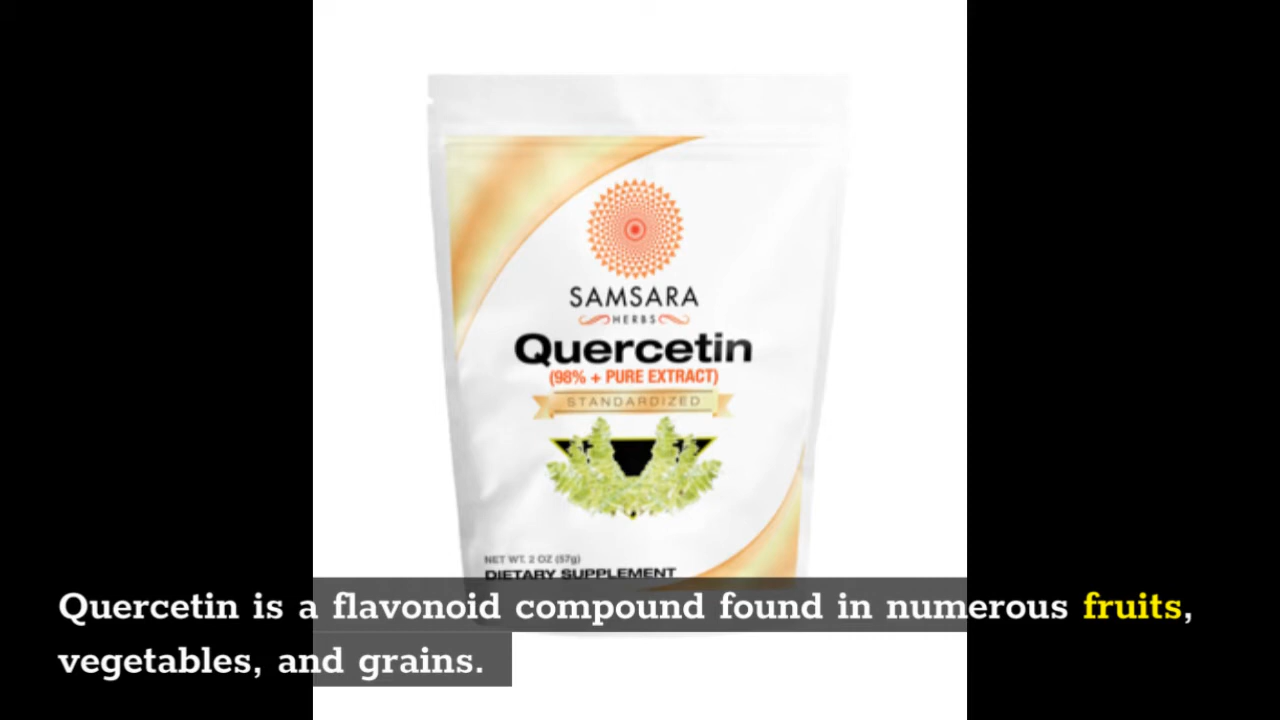 SAMSARA
HERBS
Quercetin
(98% + PURE EXTRACT)
STANDARDIZED
NET WT. 2 OZ (57g)
DIETARY SUPPLEMENT
Quercetin is a flavonoid compound found in numerous fruits,
vegetables, and grains.